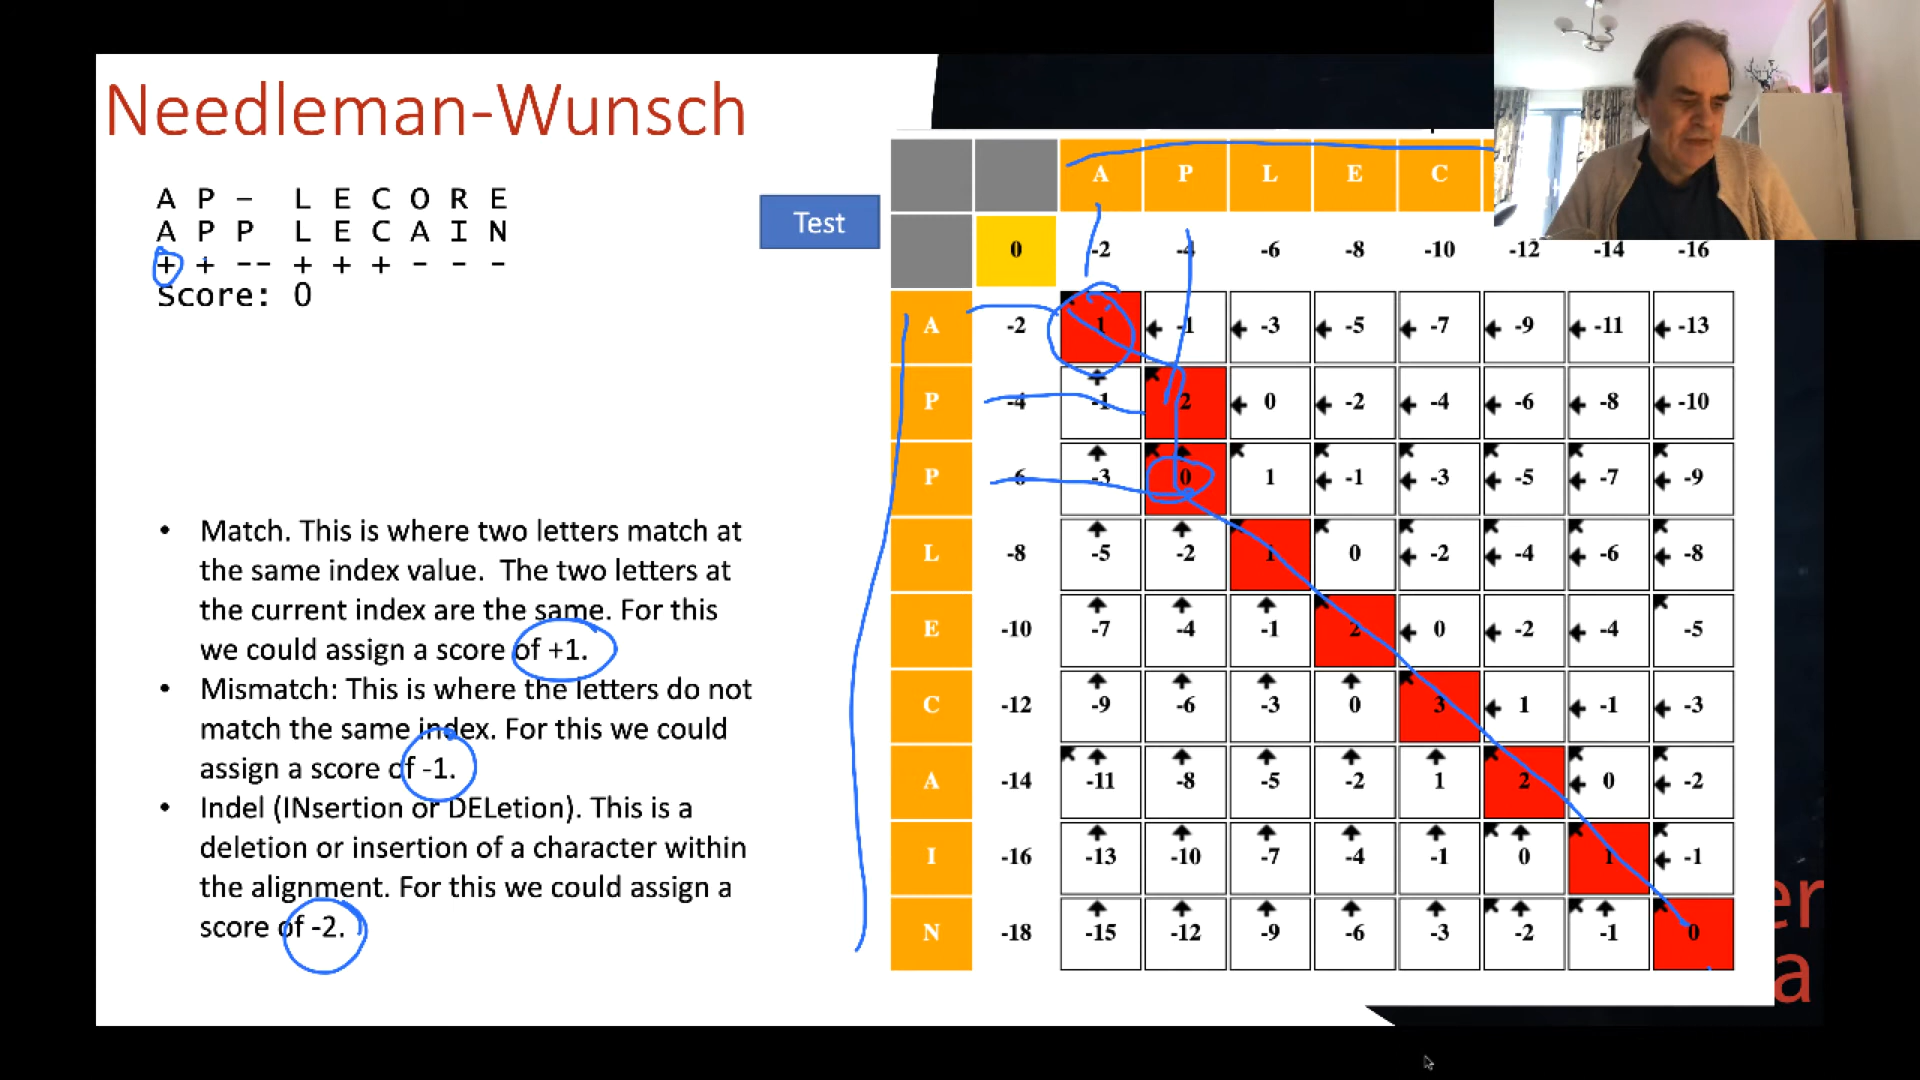 Needleman-Wunsch
A P - L E C O R E
A P P L E C A I N
+ + -- + + + - - -
Score: 0
Test
• Match. This is where two letters match at
the same index value. The two letters at
the current index are the same. For this
we could assign a score of +1.
• Mismatch: This is where the letters do not
match the same index. For this we could
assign a score of -1.
• Indel (INsertion or DELetion). This is a
deletion or insertion of a character within
the alignment. For this we could assign a
score of -2.
A P L E C
0 -2 -4 -6 -8 -10 -12 -14 -16
A -2 1 -1 -3 -5 -7 -9 -11 -13
P -4 -1 2 0 -2 -4 -6 -8 -10
P -6 -3 0 1 -1 -3 -5 -7 -9
L -8 -5 -2 1 0 -2 -4 -6 -8
E -10 -7 -4 -1 2 0 -2 -4 -5
C -12 -9 -6 -3 0 3 1 -1 -3
A -14 -11 -8 -5 -2 1 2 0 -2
I -16 -13 -10 -7 -4 -1 0 1 -1
N -18 -15 -12 -9 -6 -3 -2 -1 0
er
a